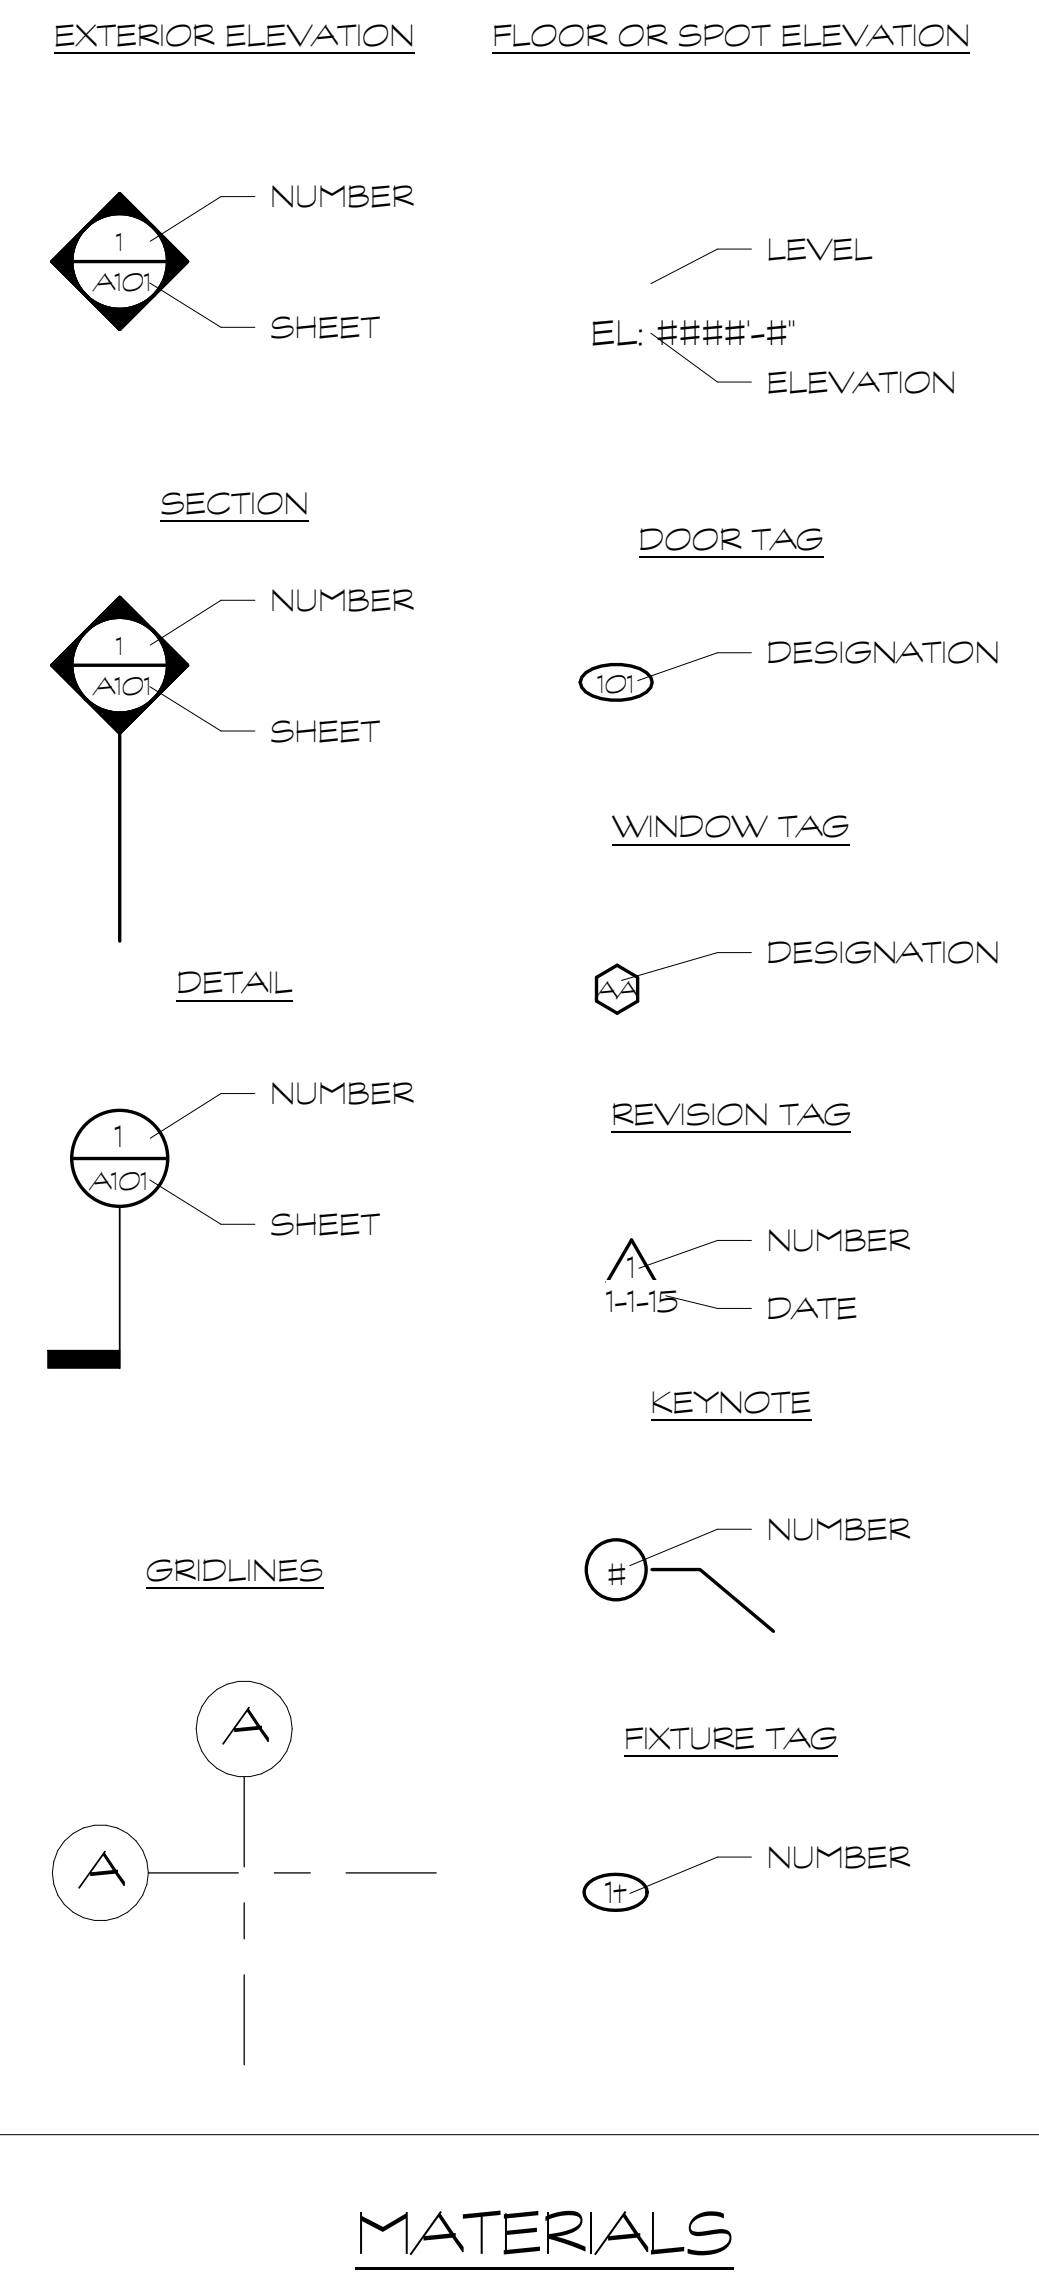 EXTERIOR ELEVATION
NUMBER
1
A101
SHEET
SECTION
NUMBER
1
A101
SHEET
DETAIL
NUMBER
1
A101
SHEET
GRIDLINES
A
A
FLOOR OR SPOT ELEVATION
LEVEL
EL: ####'-#"
ELEVATION
DOOR TAG
DESIGNATION
101
WINDOW TAG
DESIGNATION
AA
REVISION TAG
NUMBER
1
1-1-15
DATE
KEYNOTE
NUMBER
#
FIXTURE TAG
NUMBER
1+
MATERIALS